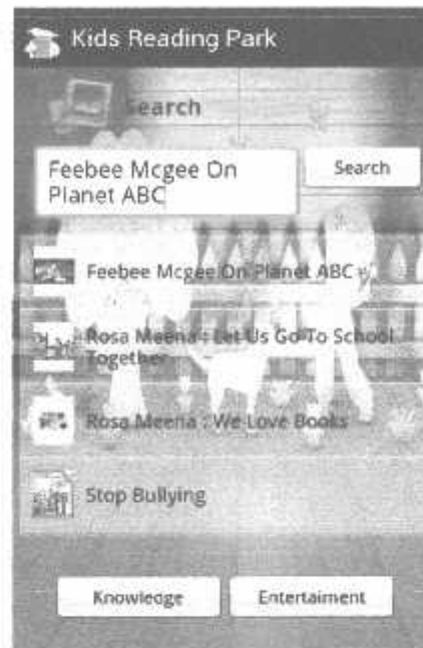 Kids Reading Park
Search
Feebee Mcgee On
Planet ABC
Search
Feebee Mcgee On Planet ABC
Rosa Meena : Let Us Go To School
Together
Rosa Meena : We Love Books
Stop Bullying
Knowledge
Entertaiment